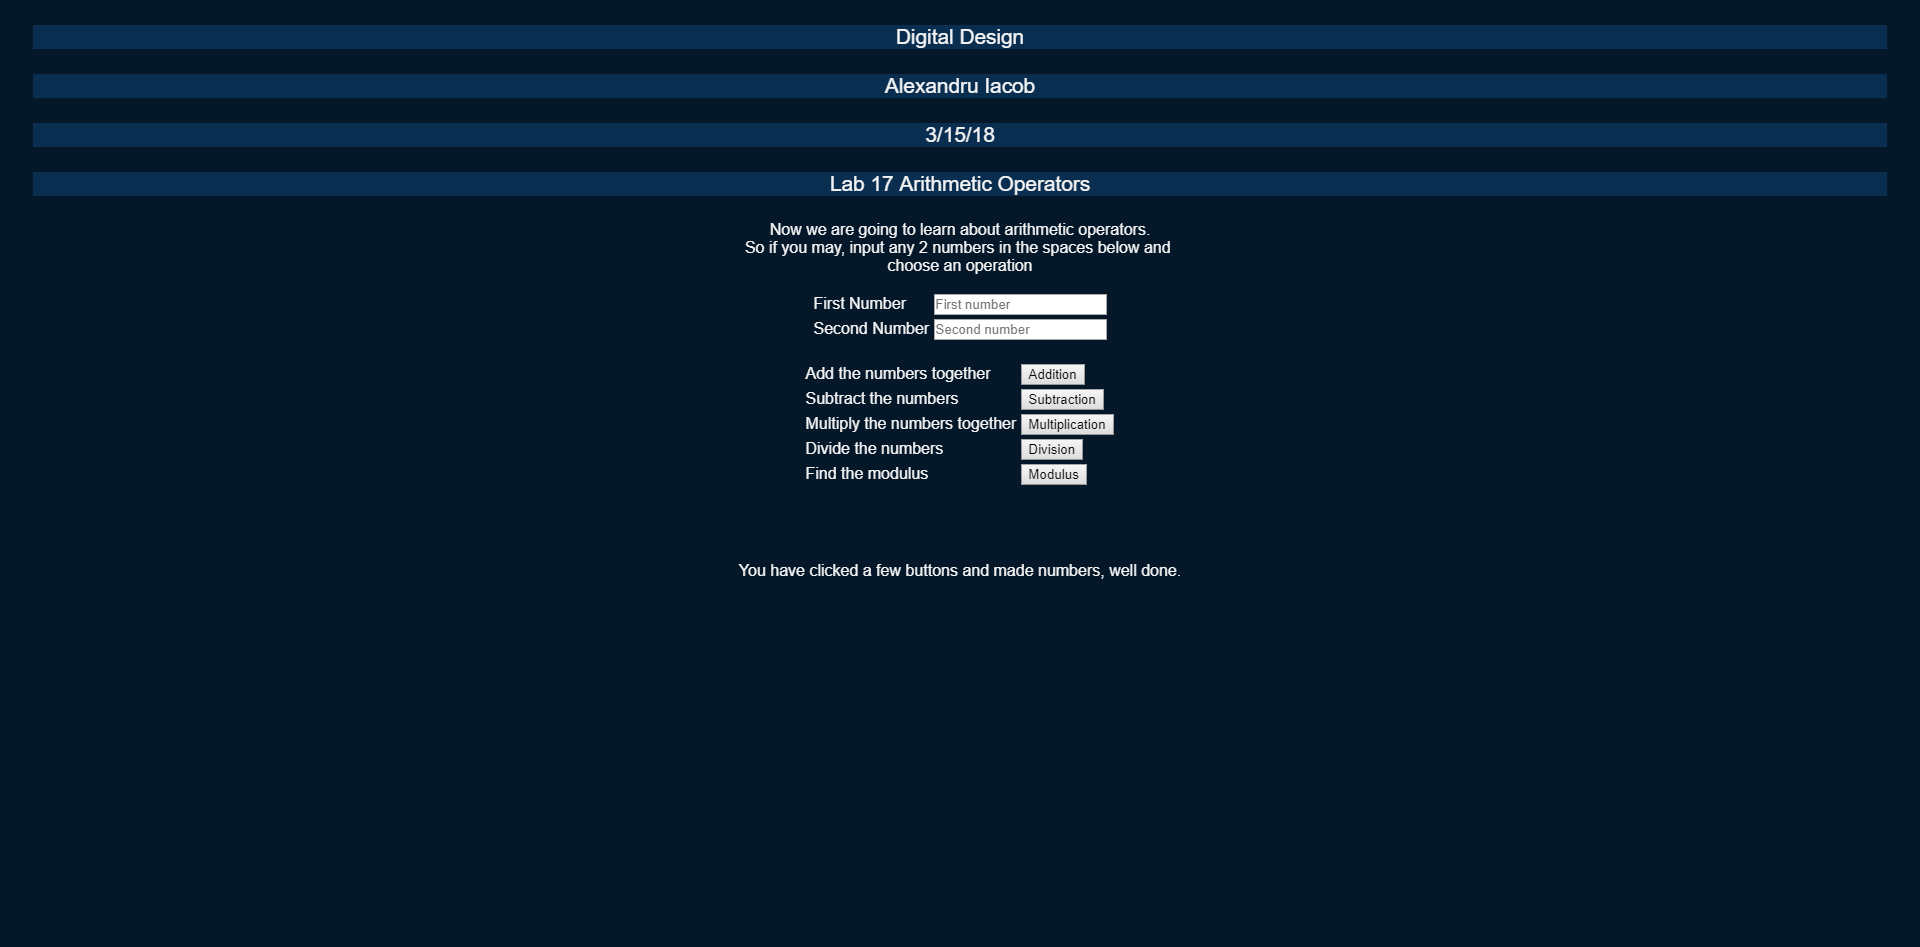 Digital Design
Alexandru Iacob
3/15/18
Lab 17 Arithmetic Operators
Now we are going to learn about arithmetic operators.
So if you may, input any 2 numbers in the spaces below and
choose an operation
First Number First number
Second Number Second number
Add the numbers together Addition
Subtract the numbers Subtraction
Multiply the numbers together Multiplication
Divide the numbers Division
Find the modulus Modulus
You have clicked a few buttons and made numbers, well done.